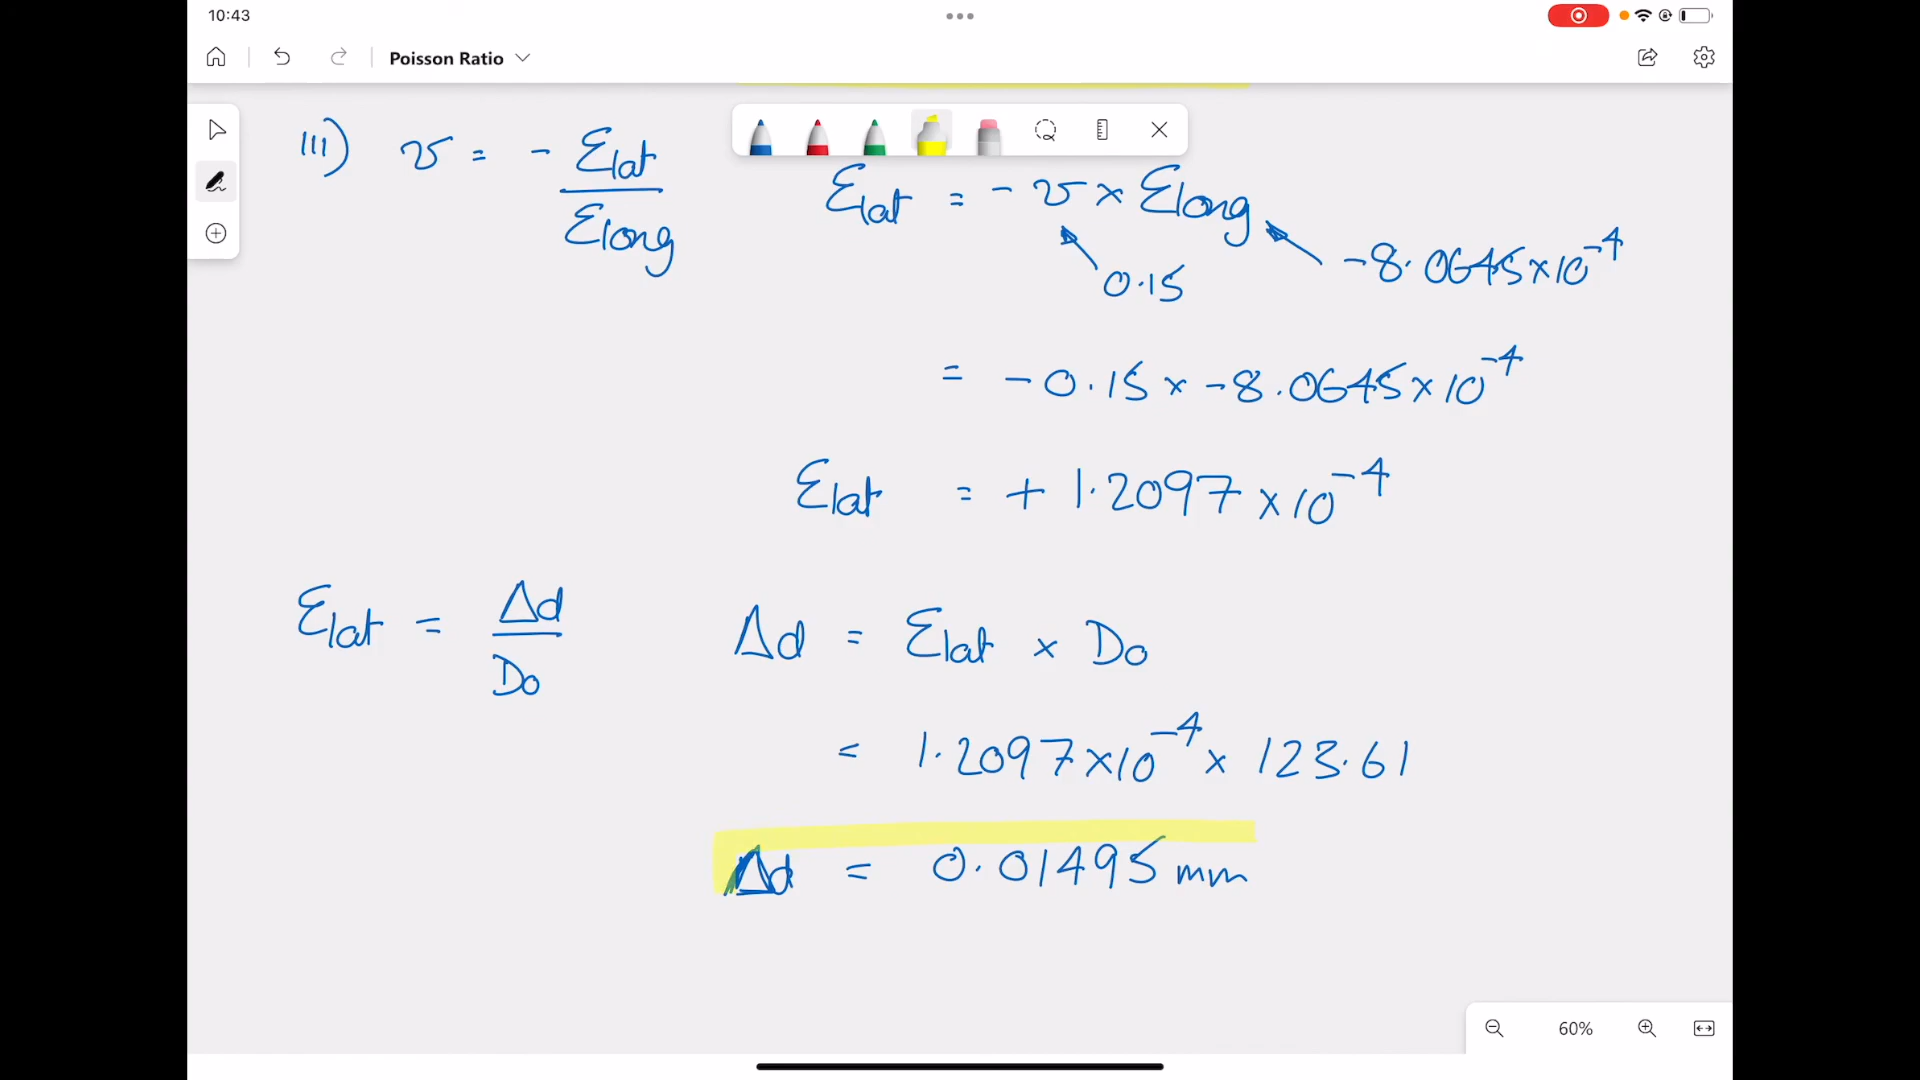 10:43
Poisson Ratio
III) υ = - εlat / εlong
εlat = - υ × εlong
0.15
-8.0645×10⁻⁴
= -0.15 × -8.0645×10⁻⁴
εlat = + 1.2097 × 10⁻⁴
εlat = Δd / Do
Δd = εlat × Do
= 1.2097×10⁻⁴ × 123.61
Δd = 0.01495 mm
60%